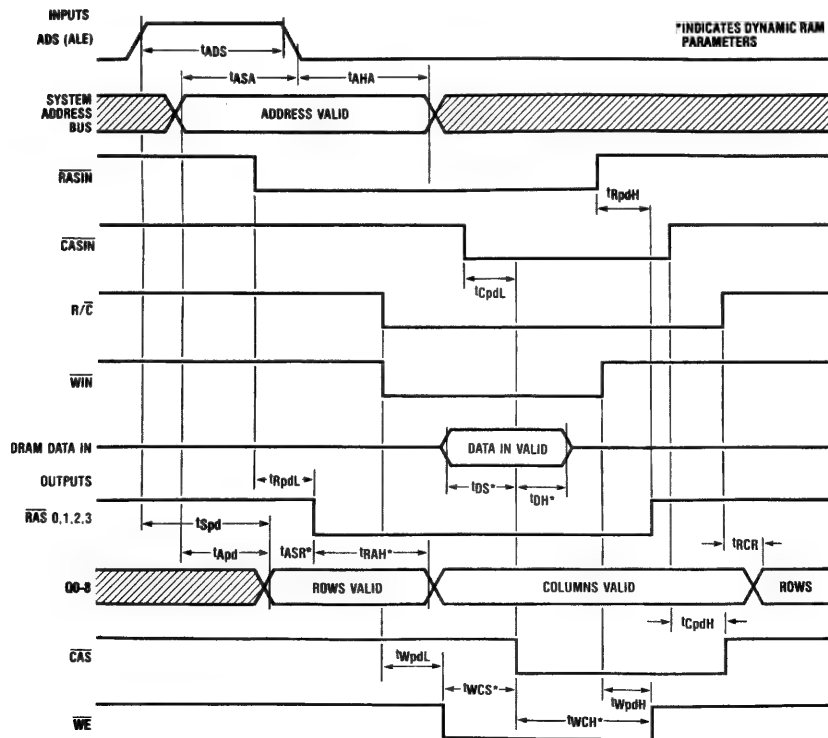 INPUTS
*INDICATES DYNAMIC RAM
PARAMETERS
ADS (ALE)
tADS
tASA
tAHA
SYSTEM
ADDRESS
BUS
ADDRESS VALID
RASIN
tRpdH
CASIN
tCpdL
R/C
WIN
DRAM DATA IN
DATA IN VALID
OUTPUTS
tRpdL
tDS*
tDH*
RAS 0,1,2,3
tSpd
tApd
tASR*
tRAH*
tRCR
Q0-8
ROWS VALID
COLUMNS VALID
ROWS
tCpdH
CAS
tWpdL
tWCS*
tWpdH
tWCH*
WE